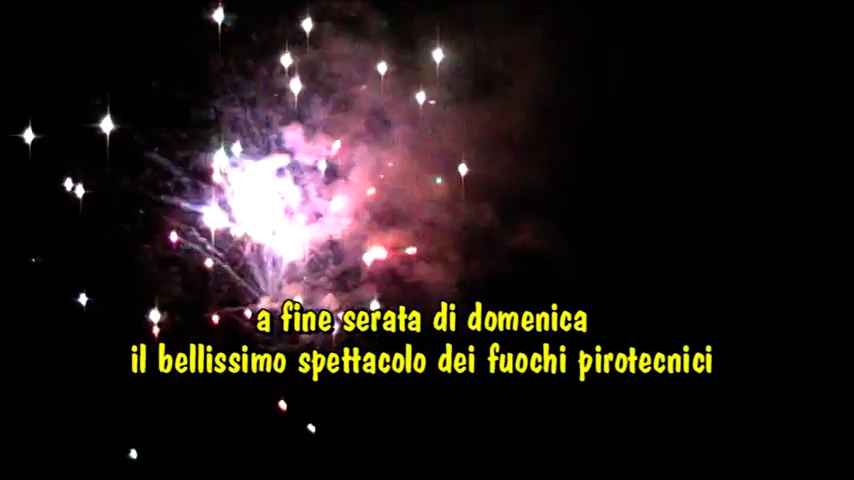 a fine serata di domenica
il bellissimo spettacolo dei fuochi pirotecnici